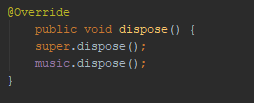 @Override
public void dispose() {
super.dispose();
music.dispose();
}